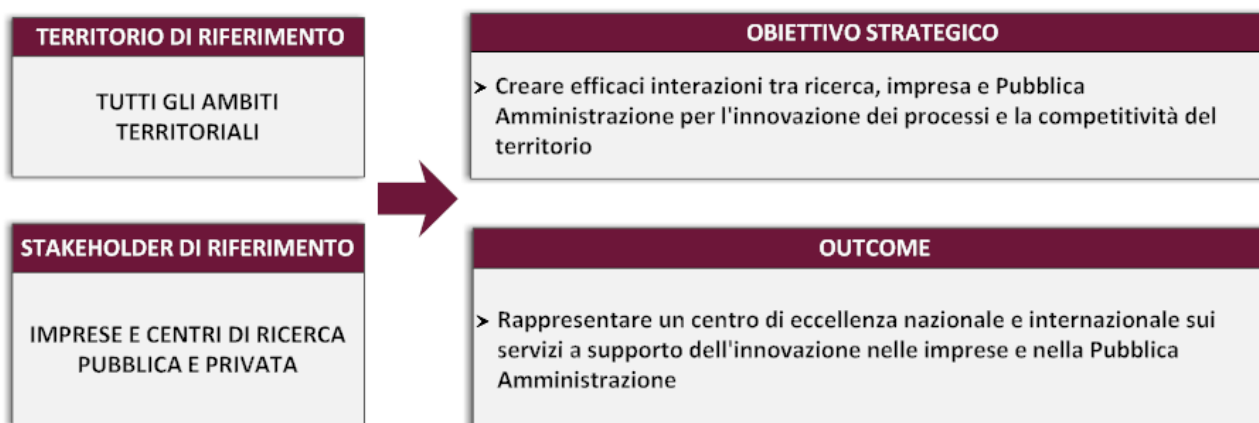 TERRITORIO DI RIFERIMENTO
TUTTI GLI AMBITI
TERRITORIALI
OBIETTIVO STRATEGICO
➤ Creare efficaci interazioni tra ricerca, impresa e Pubblica
Amministrazione per l'innovazione dei processi e la competitività del
territorio
STAKEHOLDER DI RIFERIMENTO
IMPRESE E CENTRI DI RICERCA
PUBBLICA E PRIVATA
OUTCOME
➤ Rappresentare un centro di eccellenza nazionale e internazionale sui
servizi a supporto dell'innovazione nelle imprese e nella Pubblica
Amministrazione